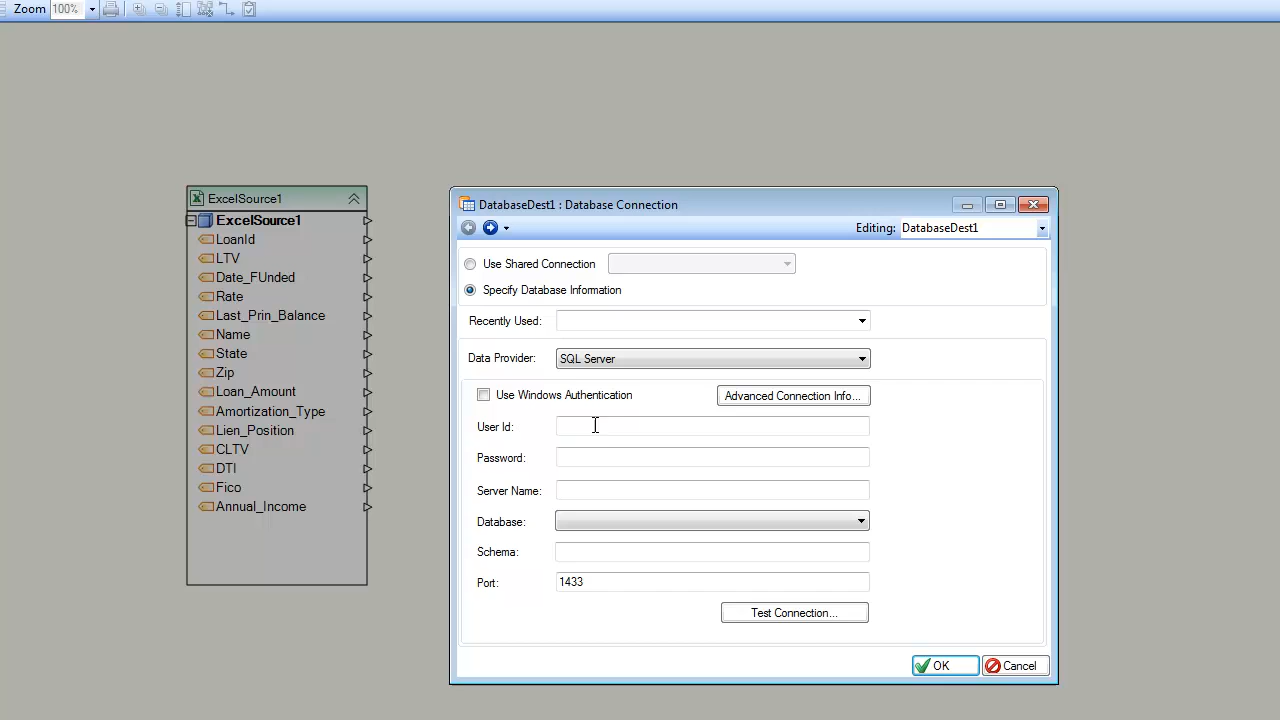 Zoom 100%
ExcelSource1
ExcelSource1
LoanId
LTV
Date_FUnded
Rate
Last_Prin_Balance
Name
State
Zip
Loan_Amount
Amortization_Type
Lien_Position
CLTV
DTI
Fico
Annual_Income
DatabaseDest1 : Database Connection
Editing: DatabaseDest1
Use Shared Connection
Specify Database Information
Recently Used:
Data Provider: SQL Server
Use Windows Authentication Advanced Connection Info...
User Id:
Password:
Server Name:
Database:
Schema:
Port: 1433
Test Connection...
OK Cancel